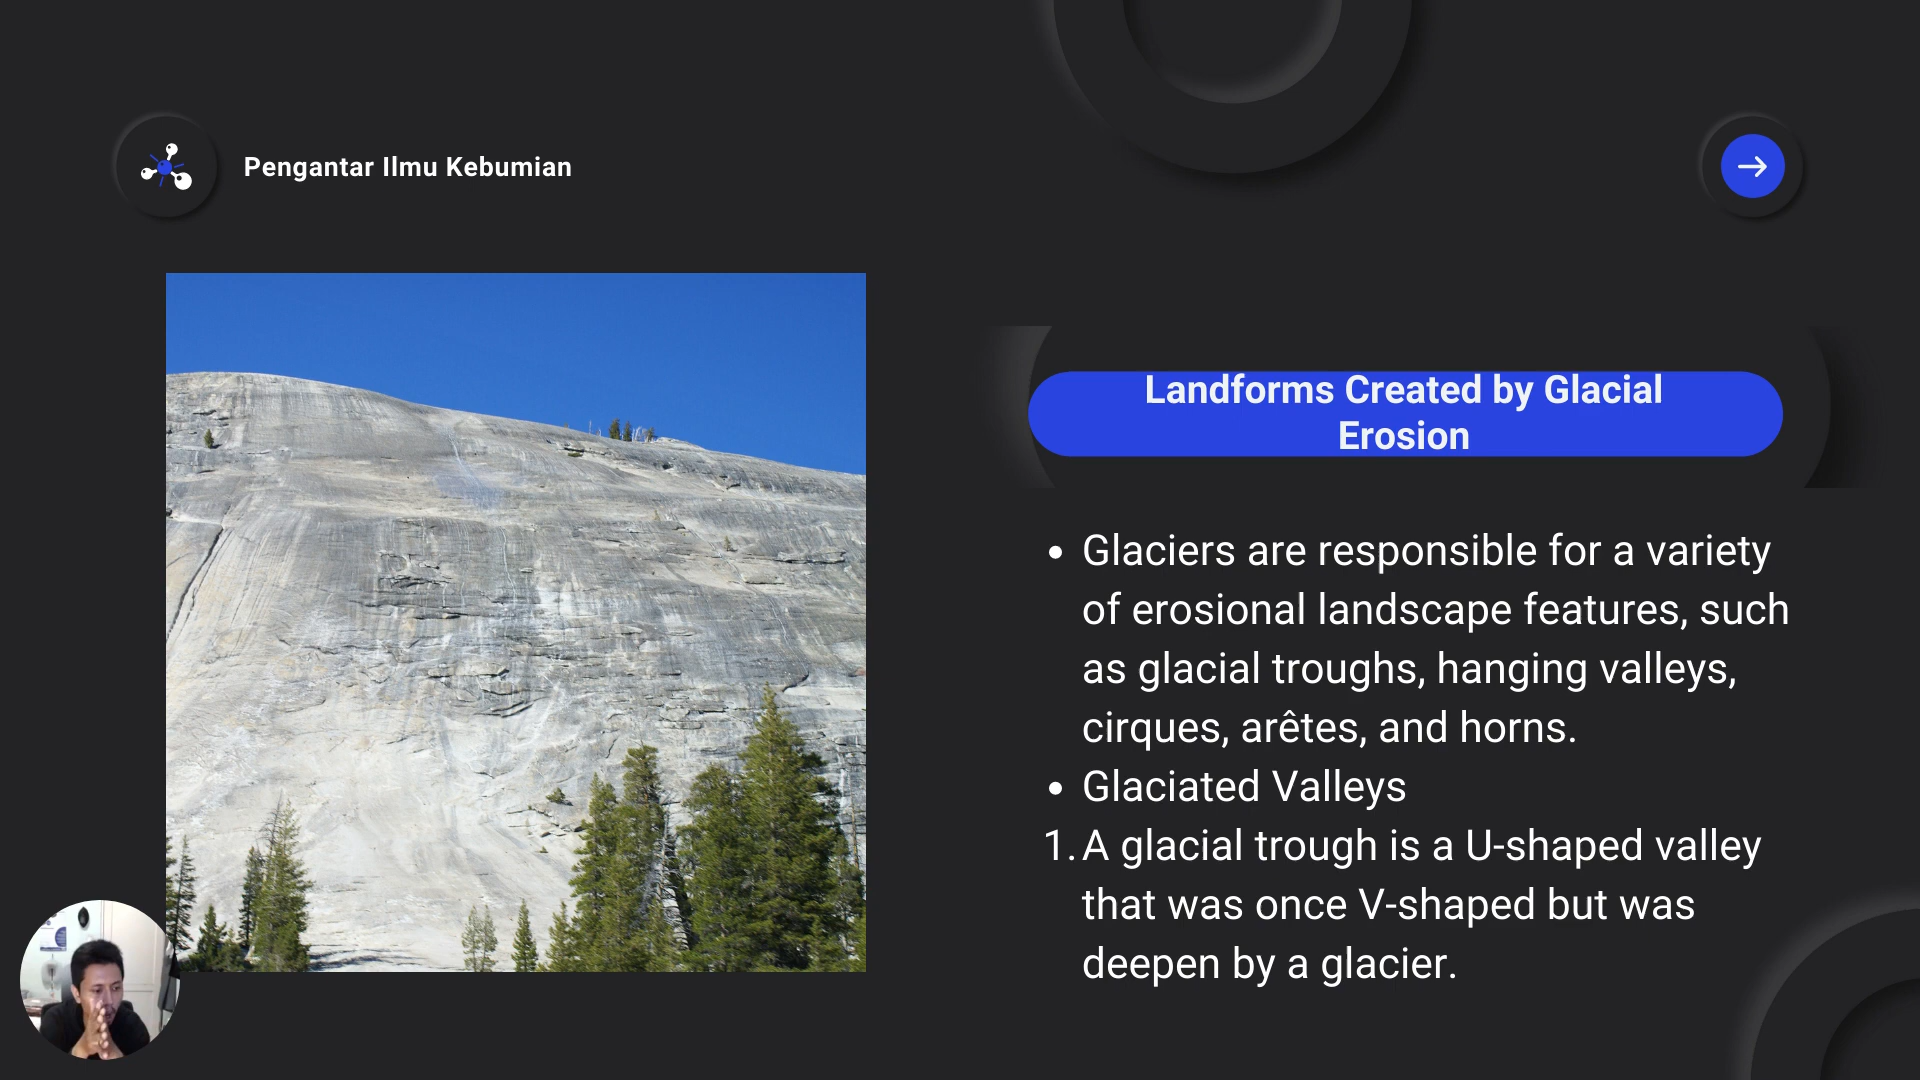 Pengantar Ilmu Kebumian
Landforms Created by Glacial
Erosion
• Glaciers are responsible for a variety
of erosional landscape features, such
as glacial troughs, hanging valleys,
cirques, arêtes, and horns.
• Glaciated Valleys
1. A glacial trough is a U-shaped valley
that was once V-shaped but was
deepen by a glacier.